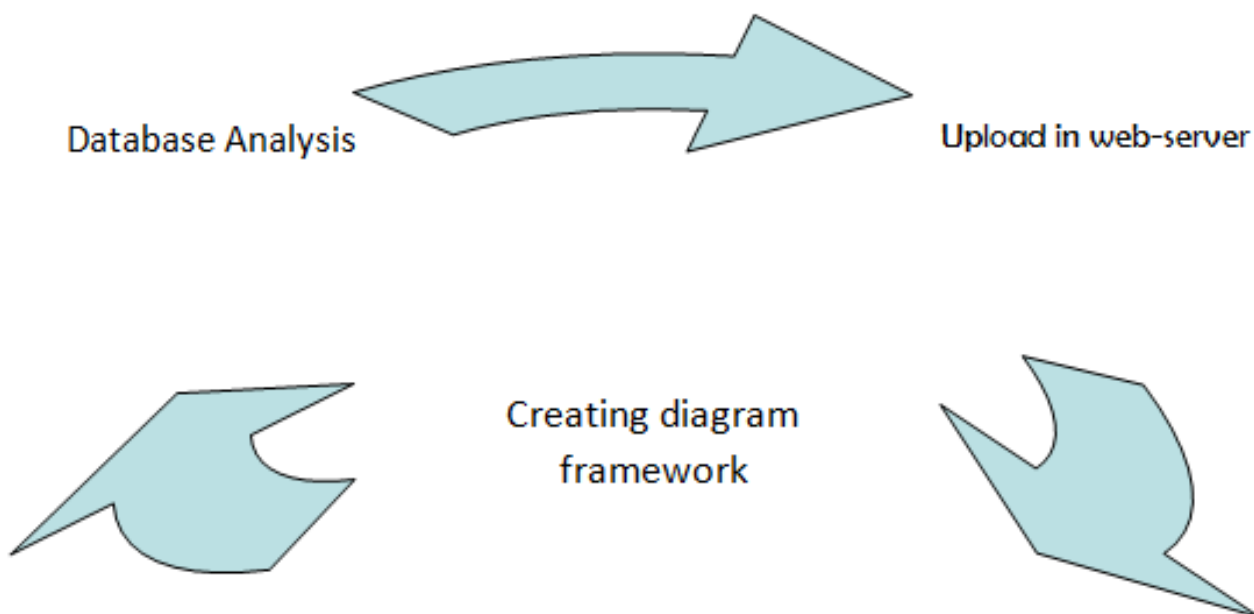 Database Analysis
Upload in web-server
Creating diagram
framework